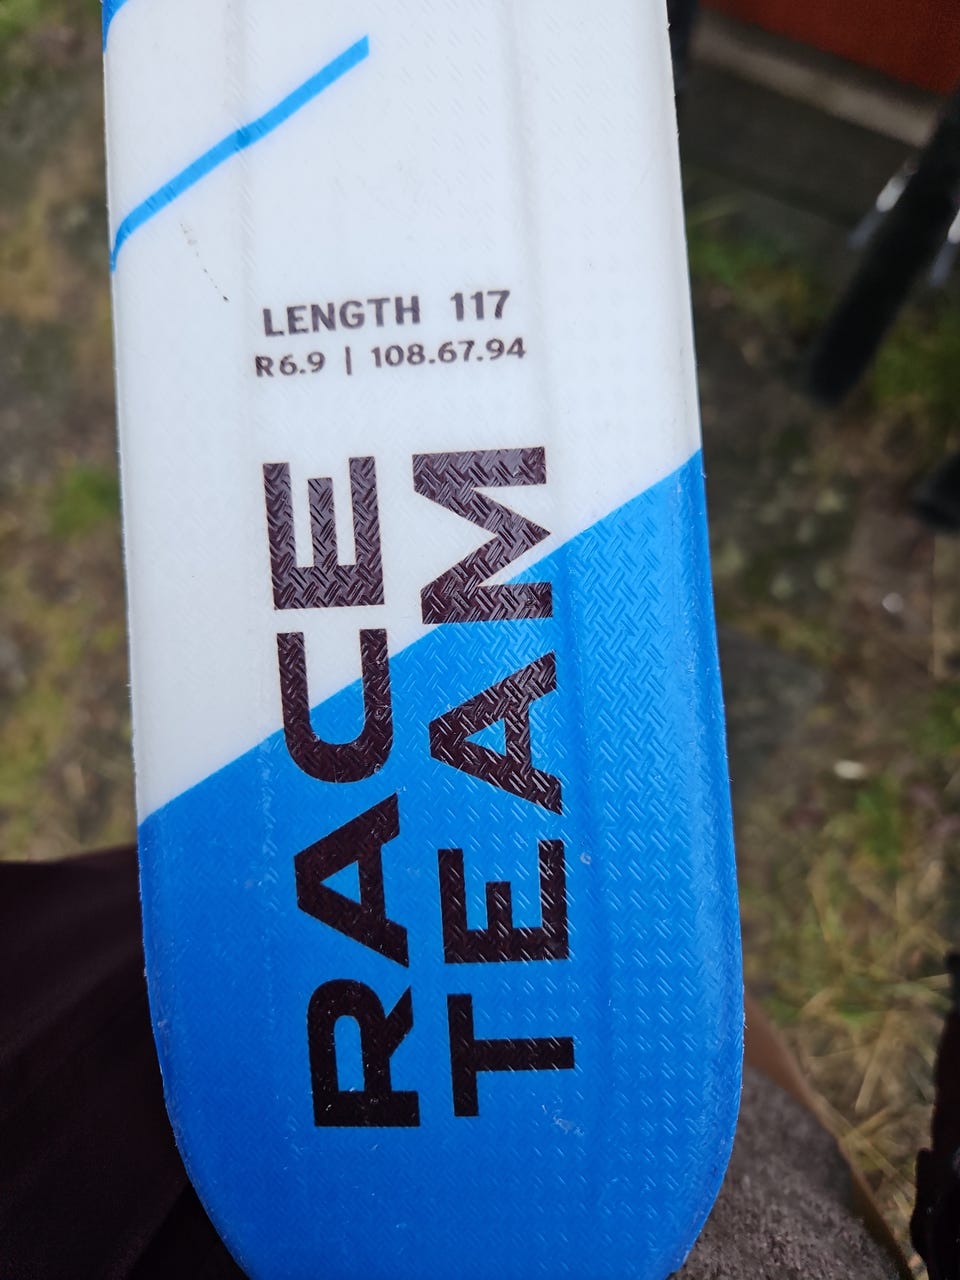 LENGTH 117
R6.9 | 108.67.94
RACE
TEAM